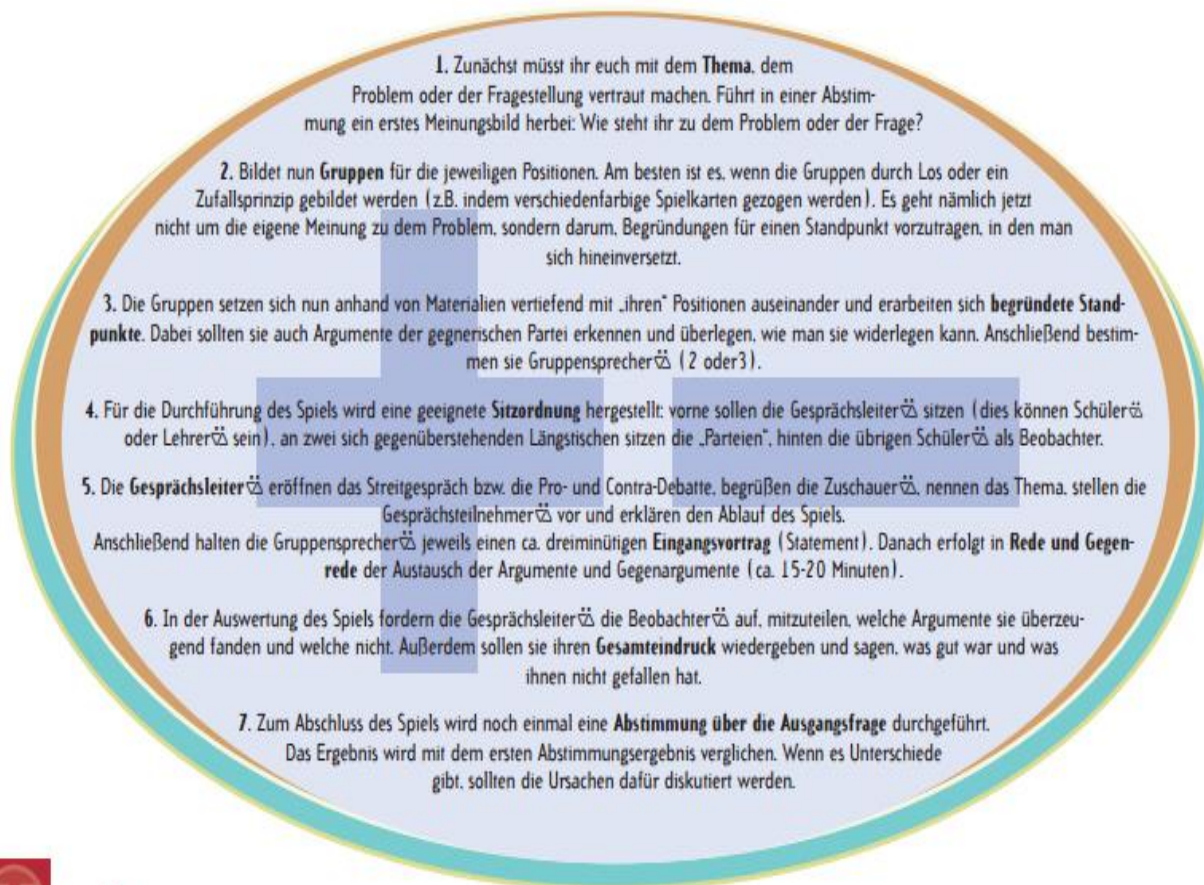 1. Zunächst müsst ihr euch mit dem Thema, dem
Problem oder der Fragestellung vertraut machen. Führt in einer Abstim-
mung ein erstes Meinungsbild herbei: Wie steht ihr zu dem Problem oder der Frage?
2. Bildet nun Gruppen für die jeweiligen Positionen. Am besten ist es, wenn die Gruppen durch Los oder ein
Zufallsprinzip gebildet werden (z.B. indem verschiedenfarbige Spielkarten gezogen werden). Es geht nämlich jetzt
nicht um die eigene Meinung zu dem Problem, sondern darum, Begründungen für einen Standpunkt vorzutragen, in den man
sich hineinversetzt.
3. Die Gruppen setzen sich nun anhand von Materialien vertiefend mit „ihren“ Positionen auseinander und erarbeiten sich begründete Stand-
punkte. Dabei sollten sie auch Argumente der gegnerischen Partei erkennen und überlegen, wie man sie widerlegen kann. Anschließend bestim-
men sie Gruppensprecher (2 oder3).
4. Für die Durchführung des Spiels wird eine geeignete Sitzordnung hergestellt: vorne sollen die Gesprächsleiter sitzen (dies können Schüler
oder Lehrer sein), an zwei sich gegenüberstehenden Längstischen sitzen die „Parteien“, hinten die übrigen Schüler als Beobachter.
5. Die Gesprächsleiter eröffnen das Streitgespräch bzw. die Pro- und Contra-Debatte, begrüßen die Zuschauer, nennen das Thema, stellen die
Gesprächsteilnehmer vor und erklären den Ablauf des Spiels.
Anschließend halten die Gruppensprecher jeweils einen ca. dreiminütigen Eingangsvortrag (Statement). Danach erfolgt in Rede und Gegen-
rede der Austausch der Argumente und Gegenargumente (ca. 15-20 Minuten).
6. In der Auswertung des Spiels fordern die Gesprächsleiter die Beobachter auf, mitzuteilen, welche Argumente sie überzeu-
gend fanden und welche nicht. Außerdem sollen sie ihren Gesamteindruck wiedergeben und sagen, was gut war und was
ihnen nicht gefallen hat.
7. Zum Abschluss des Spiels wird noch einmal eine Abstimmung über die Ausgangsfrage durchgeführt.
Das Ergebnis wird mit dem ersten Abstimmungsergebnis verglichen. Wenn es Unterschiede
gibt, sollten die Ursachen dafür diskutiert werden.